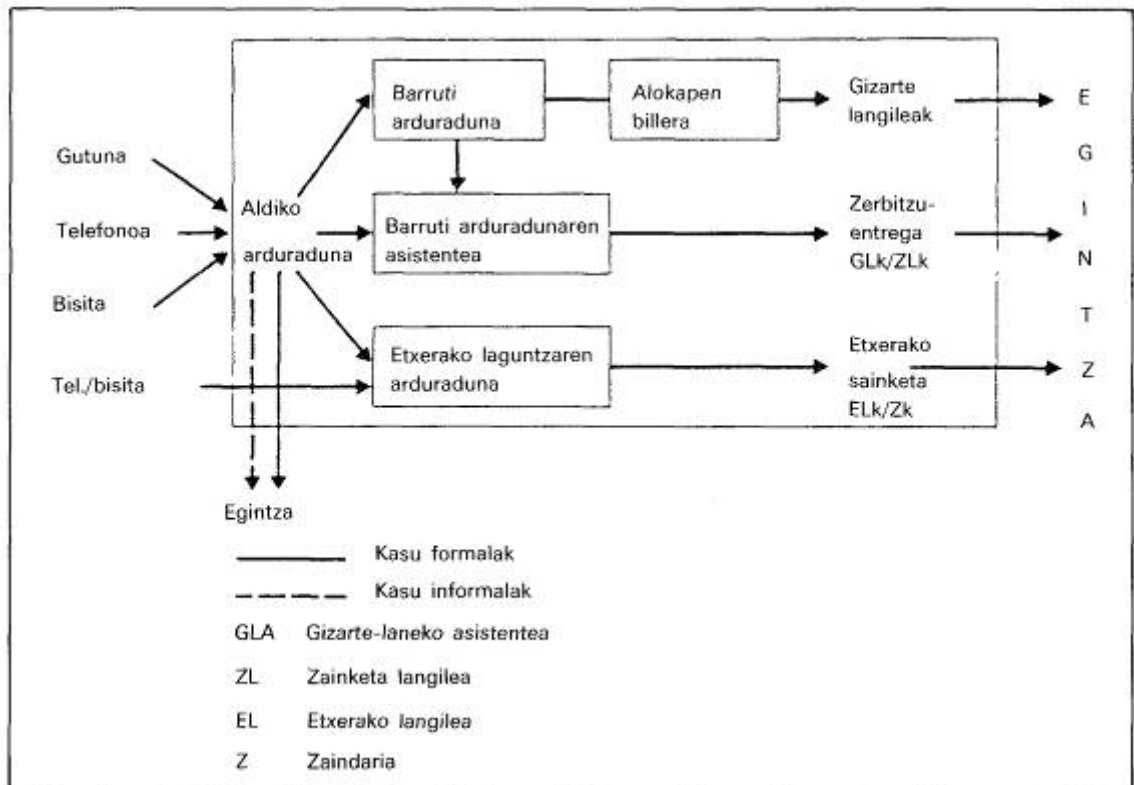 Gutuna
Telefonoa
Bisita
Tel./bisita
Aldiko
arduraduna
Barruti
arduraduna
Alokapen
billera
Gizarte
langileak
Barruti arduradunaren
asistentea
Zerbitzu-
entrega
GLk/ZLk
Etxerako laguntzaren
arduraduna
Etxerako
sainketa
ELk/Zk
E
G
I
N
T
Z
A
Egintza
Kasu formalak
Kasu informalak
GLA Gizarte-laneko asistentea
ZL Zainketa langilea
EL Etxerako langilea
Z Zaindaria